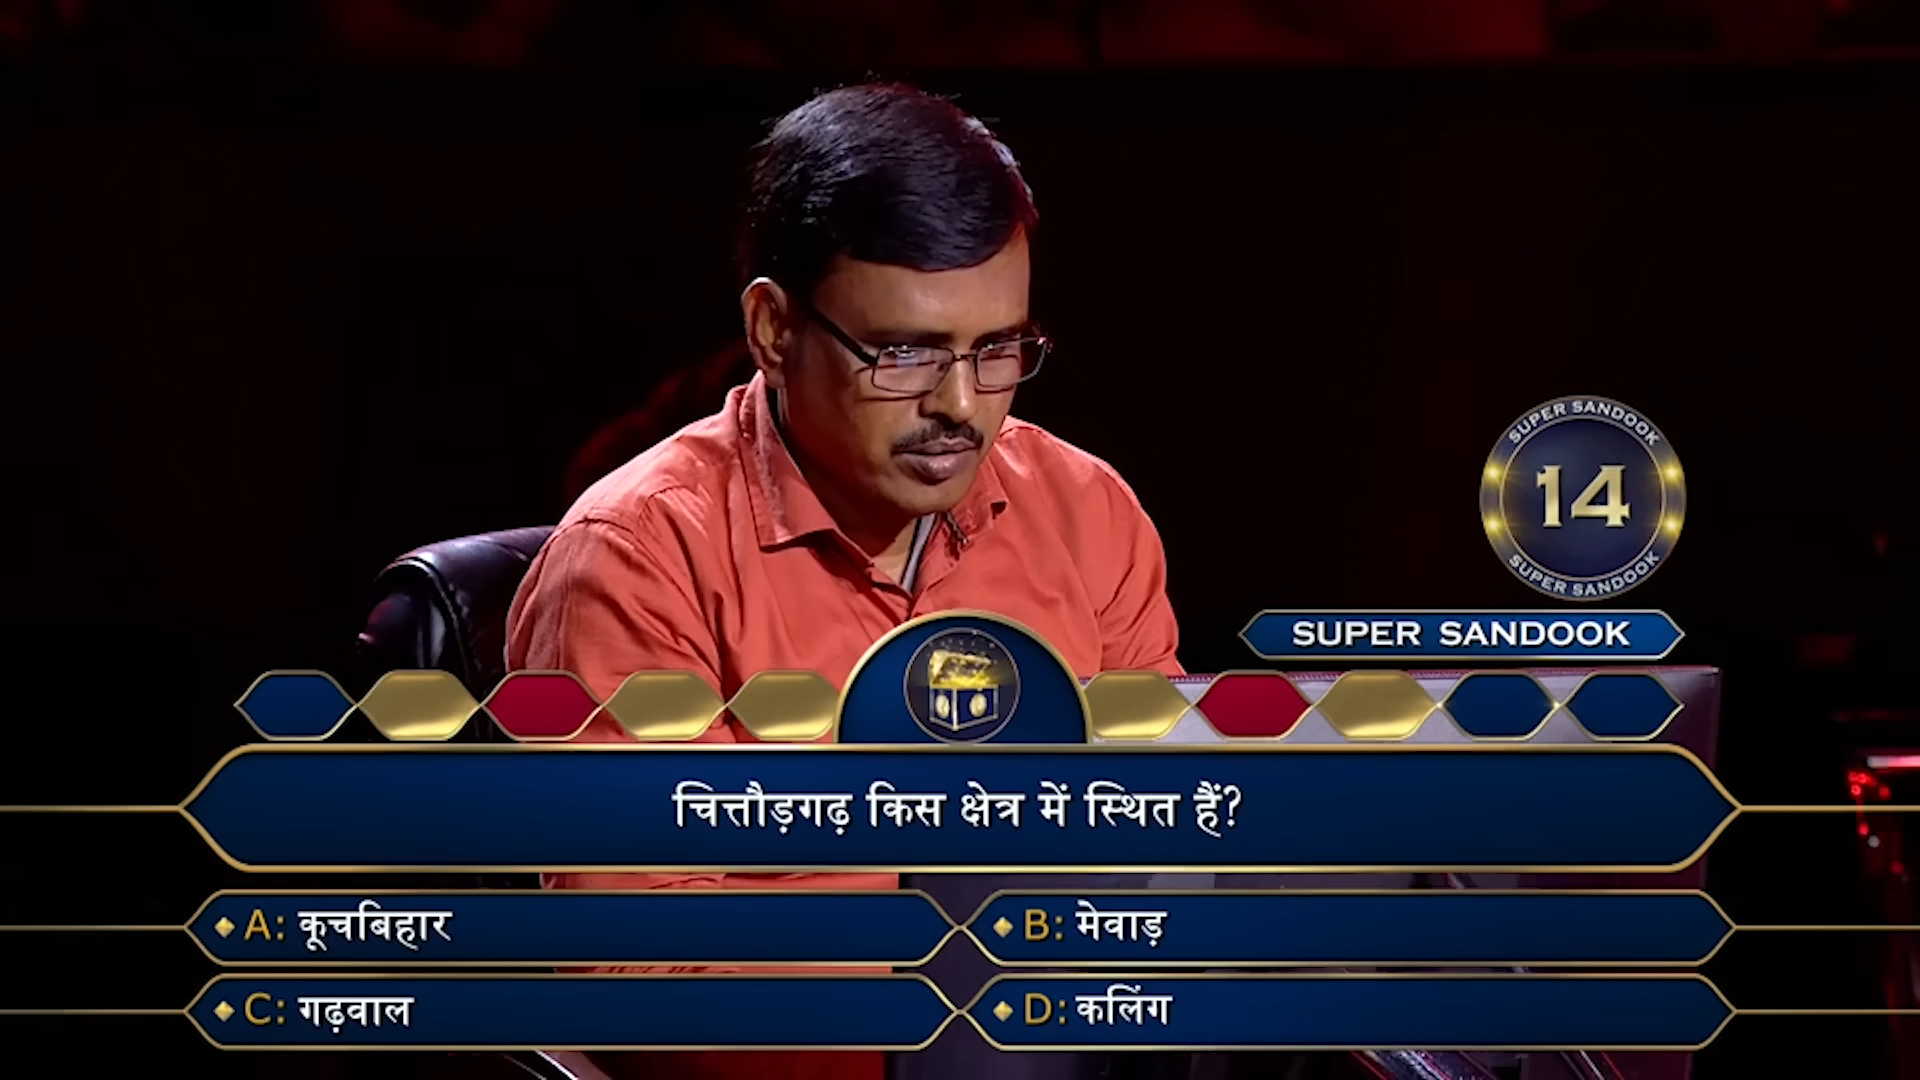 SUPER SANDOOK
14
SUPER SANDOOK
SUPER SANDOOK
चित्तौड़गढ़ किस क्षेत्र में स्थित हैं?
A: कूचबिहार
B: मेवाड़
C: गढ़वाल
D: कलिंग